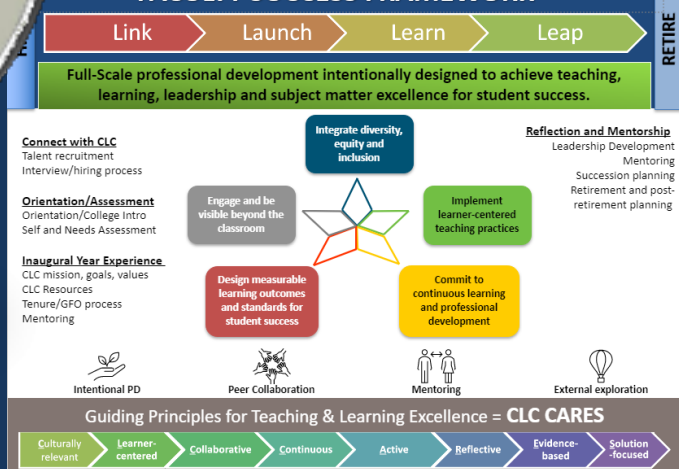 Link Launch Learn Leap
RETIRE
Full-Scale professional development intentionally designed to achieve teaching,
learning, leadership and subject matter excellence for student success.
Connect with CLC
Talent recruitment
Interview/hiring process
Orientation/Assessment
Orientation/College Intro
Self and Needs Assessment
Inaugural Year Experience
CLC mission, goals, values
CLC Resources
Tenure/GFO process
Mentoring
Integrate diversity,
equity and
inclusion
Engage and be
visible beyond the
classroom
Implement
learner-centered
teaching practices
Design measurable
learning outcomes
and standards for
student success
Commit to
continuous learning
and professional
development
Reflection and Mentorship
Leadership Development
Mentoring
Succession planning
Retirement and post-
retirement planning
Intentional PD
Peer Collaboration
Mentoring
External exploration
Guiding Principles for Teaching & Learning Excellence = CLC CARES
Culturally
relevant
Learner-
centered
Collaborative
Continuous
Active
Reflective
Evidence-
based
Solution
-focused